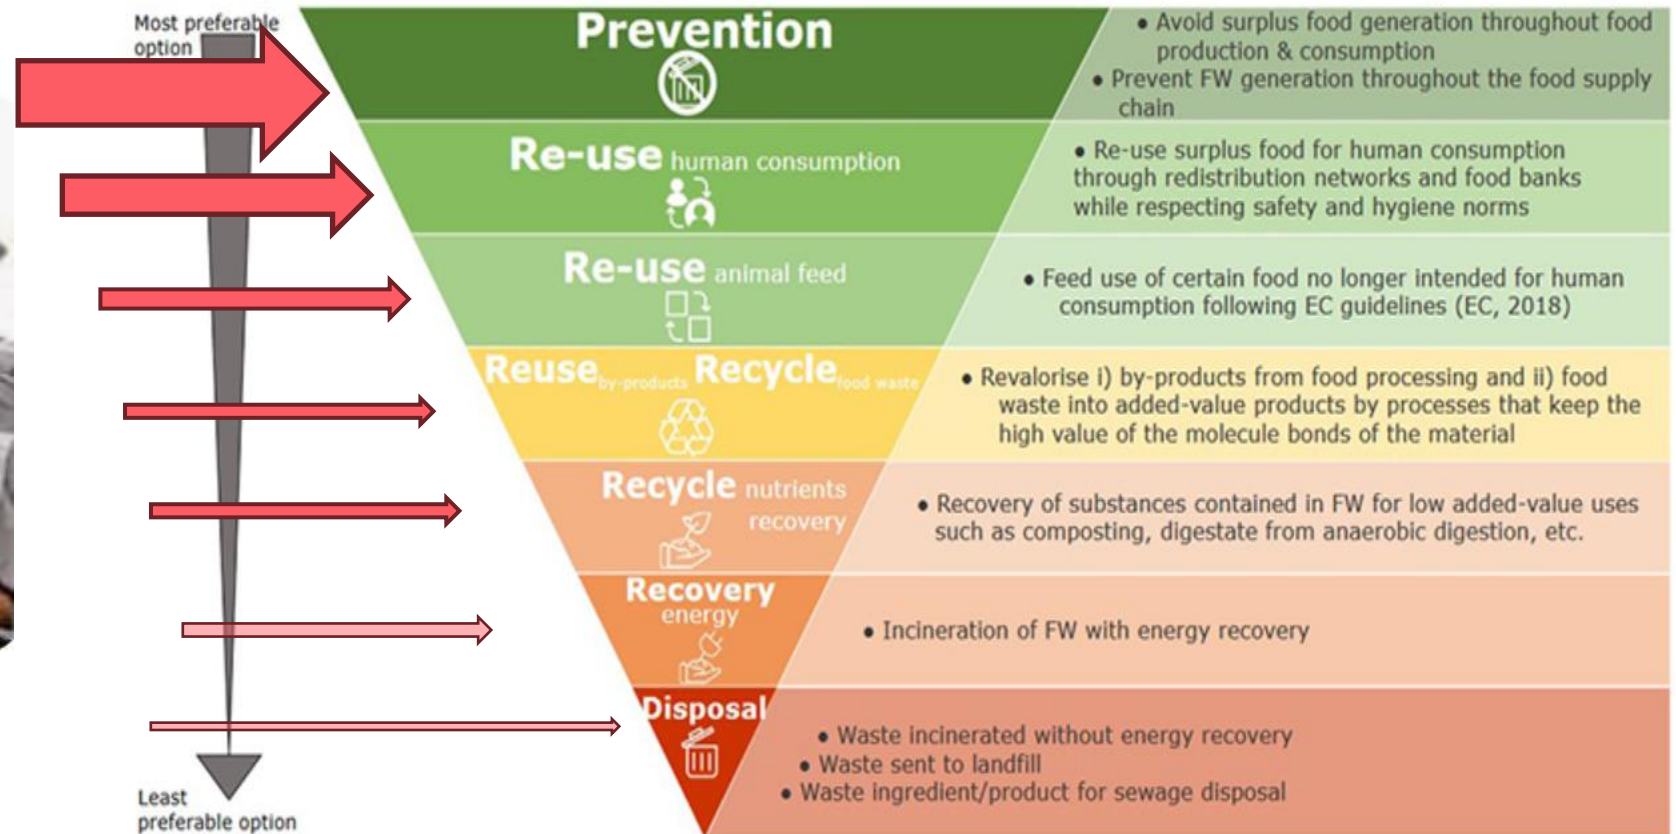 Most preferable
option
Prevention
• Avoid surplus food generation throughout food
production & consumption
• Prevent FW generation throughout the food supply
chain
Re-use human consumption
• Re-use surplus food for human consumption
through redistribution networks and food banks
while respecting safety and hygiene norms
Re-use animal feed
• Feed use of certain food no longer intended for human
consumption following EC guidelines (EC, 2018)
Reuse by-products Recycle food waste
• Revalorise i) by-products from food processing and ii) food
waste into added-value products by processes that keep the
high value of the molecule bonds of the material
Recycle nutrients
recovery
• Recovery of substances contained in FW for low added-value uses
such as composting, digestate from anaerobic digestion, etc.
Recovery
energy
• Incineration of FW with energy recovery
Disposal
• Waste incinerated without energy recovery
• Waste sent to landfill
• Waste ingredient/product for sewage disposal
Least
preferable option